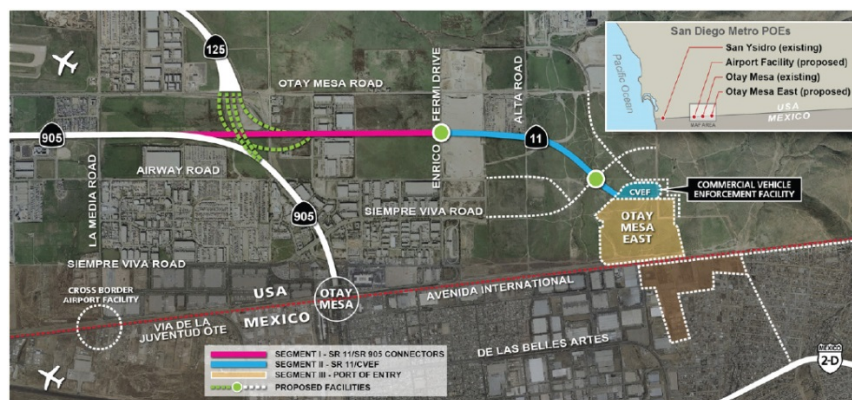 San Diego Metro POEs
San Ysidro (existing)
Airport Facility (proposed)
Otay Mesa (existing)
Otay Mesa East (proposed)
Pacific Ocean
USA
MEXICO
MAP AREA
125
OTAY MESA ROAD
ENRICO FERMI DRIVE
ALTA ROAD
905
11
LA MEDIA ROAD
AIRWAY ROAD
905
SIEMPRE VIVA ROAD
CVEF
COMMERCIAL VEHICLE
ENFORCEMENT FACILITY
OTAY
MESA
EAST
SIEMPRE VIVA ROAD
CROSS BORDER
AIRPORT FACILITY
USA
MEXICO
OTAY
MESA
AVENIDA INTERNATIONAL
VIA DE LA
JUVENTUD OTE
DE LAS BELLES ARTES
MEXICO
2-D
SEGMENT I - SR 11/SR 905 CONNECTORS
SEGMENT II - SR 11/CVEF
SEGMENT III - PORT OF ENTRY
PROPOSED FACILITIES